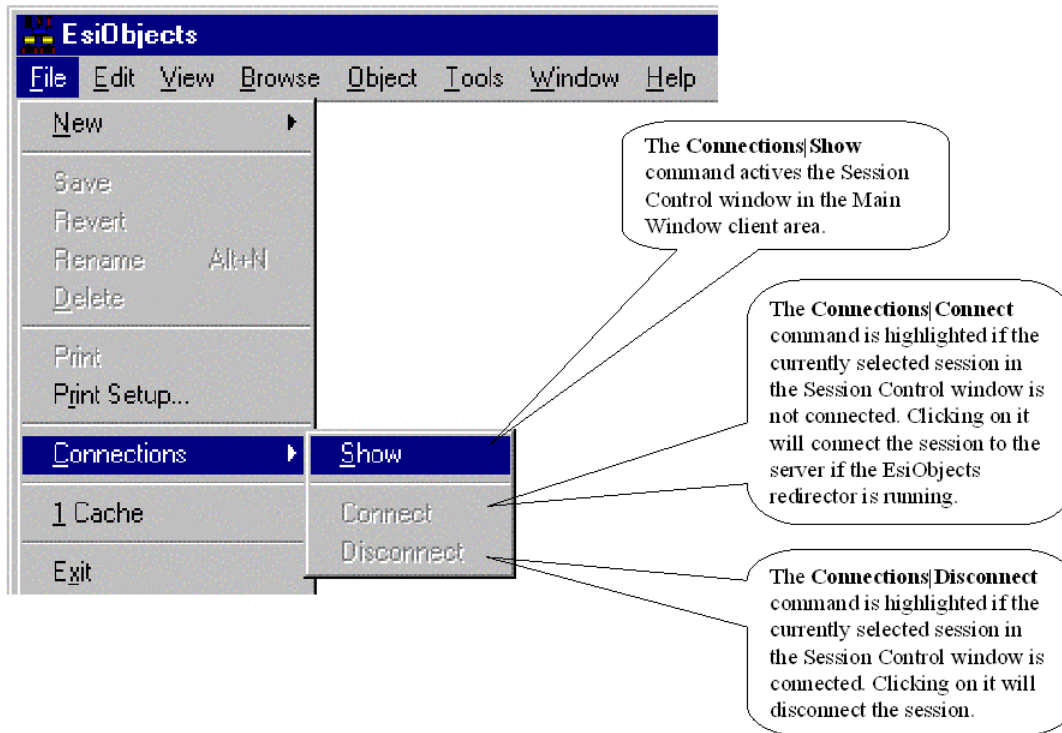 EsiObjects
File Edit View Browse Object Tools Window Help
New
Save
Revert
Rename Alt+N
Delete
Print
Print Setup...
Connections
1 Cache
Exit
Show
Connect
Disconnect
The Connections|Show
command actives the Session
Control window in the Main
Window client area.
The Connections|Connect
command is highlighted if the
currently selected session in
the Session Control window is
not connected. Clicking on it
will connect the session to the
server if the EsiObjects
redirector is running.
The Connections|Disconnect
command is highlighted if the
currently selected session in
the Session Control window is
connected. Clicking on it will
disconnect the session.